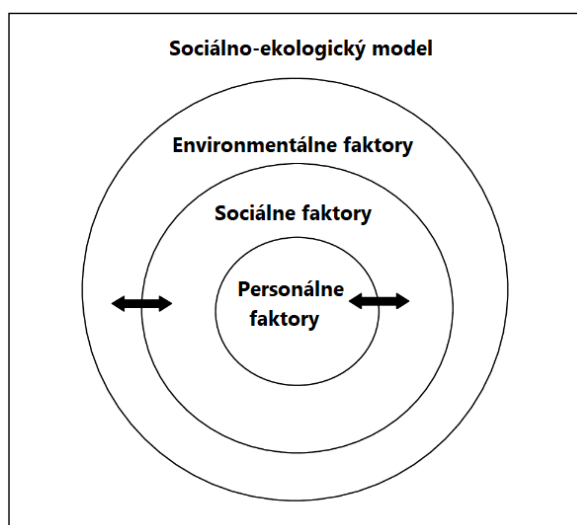 Sociálno-ekologický model
Environmentálne faktory
Sociálne faktory
Personálne
faktory